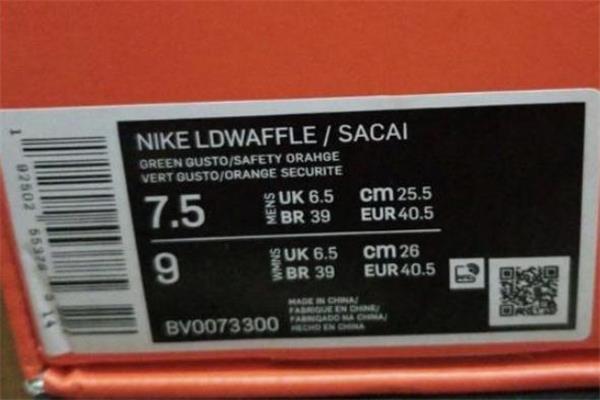 NIKE LDWAFFLE / SACAI
GREEN GUSTO/SAFETY ORAHGE
VERT GUSTO/ORANGE SECURITE
7.5 MENS UK 6.5 cm 25.5
BR 39 EUR 40.5
9 WMNS UK 6.5 cm 26
BR 39 EUR 40.5
MADE IN CHINA/
FABRIQUE EN CHINE/
FABRICADO NA CHINA/
HECHO EN CHINA
BV0073300
1 92502